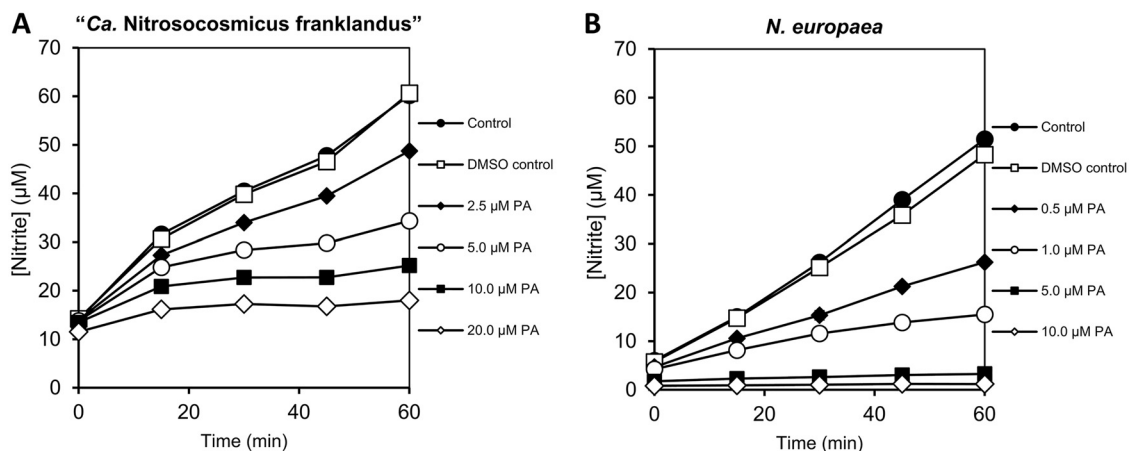 A
“Ca. Nitrosocosmicus franklandus”
70
60
50
40
30
20
10
0
[Nitrite] (µM)
0
20
40
60
Time (min)
Control
DMSO control
2.5 µM PA
5.0 µM PA
10.0 µM PA
20.0 µM PA
B
N. europaea
70
60
50
40
30
20
10
0
[Nitrite] (µM)
0
20
40
60
Time (min)
Control
DMSO control
0.5 µM PA
1.0 µM PA
5.0 µM PA
10.0 µM PA